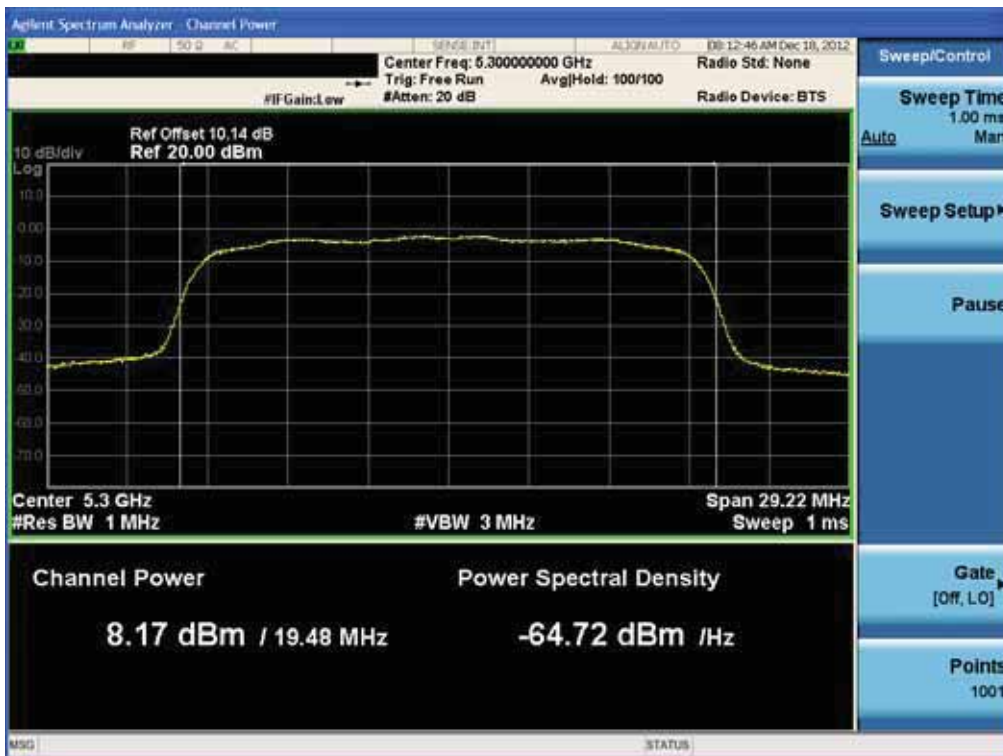 Agilent Spectrum Analyzer - Channel Power
RF 50 Ω AC SENSE:INT ALIGN AUTO 08:12:46 AM Dec 18, 2012
Center Freq: 5.300000000 GHz Radio Std: None
Trig: Free Run Avg|Hold: 100/100
#IFGain:Low #Atten: 20 dB Radio Device: BTS
Ref Offset 10.14 dB
10 dB/div Ref 20.00 dBm
Log
10.0
0.00
-10.0
-20.0
-30.0
-40.0
-50.0
-60.0
-70.0
Center 5.3 GHz Span 29.22 MHz
#Res BW 1 MHz #VBW 3 MHz Sweep 1 ms
Channel Power Power Spectral Density
8.17 dBm / 19.48 MHz -64.72 dBm /Hz
MSG STATUS
Sweep/Control
Sweep Time
1.00 ms
Auto Man
Sweep Setup
Pause
Gate
[Off, LO]
Points
1001